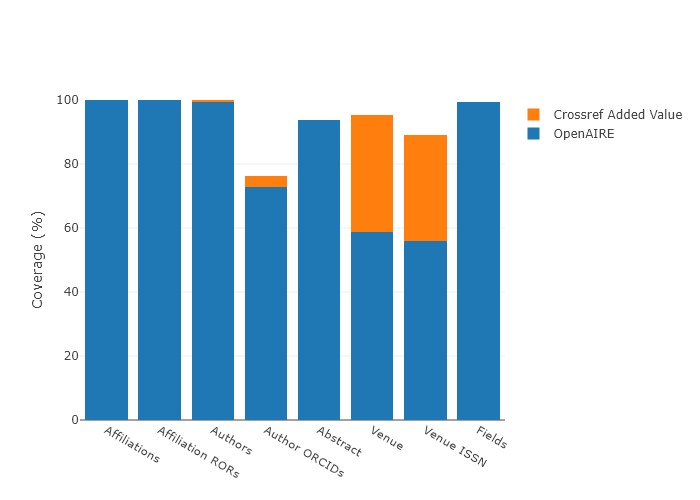 Crossref Added Value
OpenAIRE
Coverage (%)
100
80
60
40
20
0
Affiliations
Affiliation RORs
Authors
Author ORCIDs
Abstract
Venue
Venue ISSN
Fields